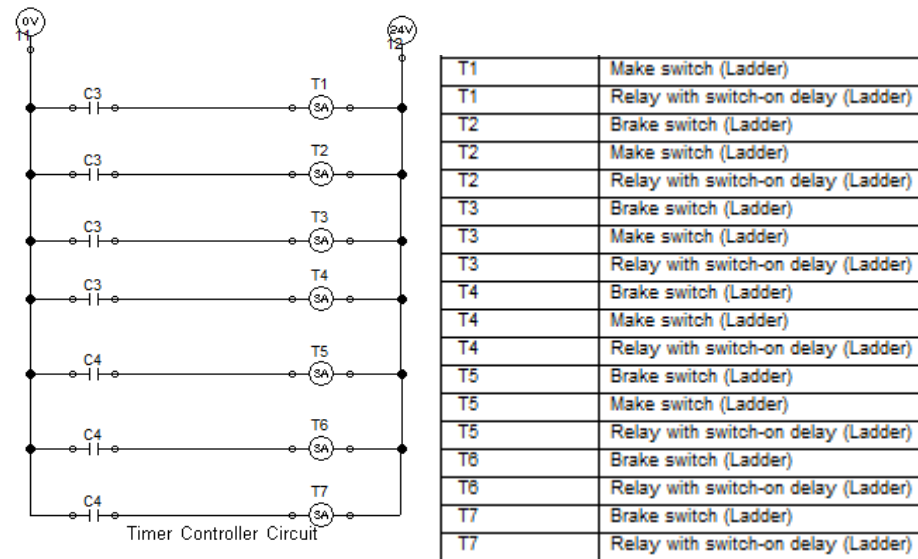 0V
11
24V
12
C3
T1
SA
C3
T2
SA
C3
T3
SA
C3
T4
SA
C4
T5
SA
C4
T6
SA
C4
T7
SA
Timer Controller Circuit
T1 Make switch (Ladder)
T1 Relay with switch-on delay (Ladder)
T2 Brake switch (Ladder)
T2 Make switch (Ladder)
T2 Relay with switch-on delay (Ladder)
T3 Brake switch (Ladder)
T3 Make switch (Ladder)
T3 Relay with switch-on delay (Ladder)
T4 Brake switch (Ladder)
T4 Make switch (Ladder)
T4 Relay with switch-on delay (Ladder)
T5 Brake switch (Ladder)
T5 Make switch (Ladder)
T5 Relay with switch-on delay (Ladder)
T6 Brake switch (Ladder)
T6 Relay with switch-on delay (Ladder)
T7 Brake switch (Ladder)
T7 Relay with switch-on delay (Ladder)